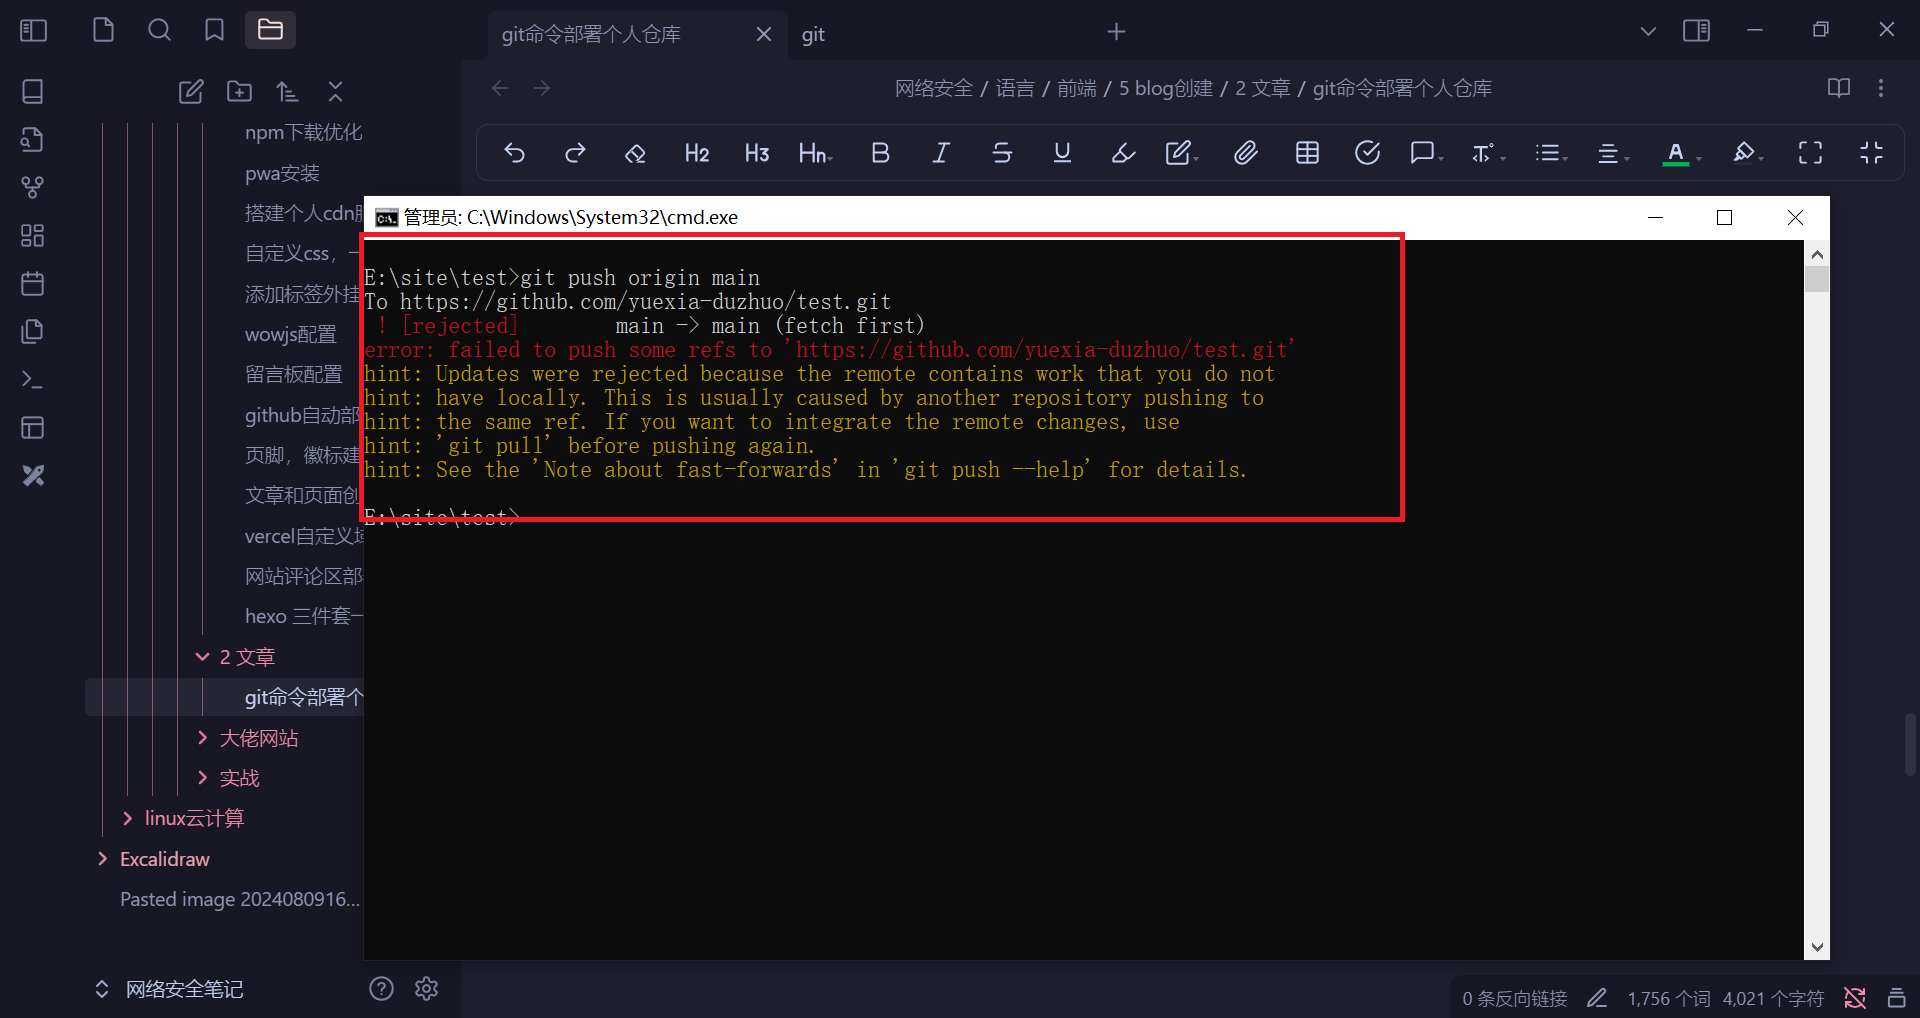 git命令部署个人仓库
git
网络安全 / 语言 / 前端 / 5 blog创建 / 2 文章 / git命令部署个人仓库
H2 H3 Hn B I S U A
npm下载优化
pwa安装
搭建个人cdn
自定义css，一
添加标签外挂
wowjs配置
留言板配置
github自动部
页脚，徽标建
文章和页面创
vercel自定义
网站评论区部
hexo 三件套一
2 文章
git命令部署个
大佬网站
实战
linux云计算
Excalidraw
Pasted image 2024080916...
网络安全笔记
管理员: C:\Windows\System32\cmd.exe
E:\site\test>git push origin main
To https://github.com/yuexia-duzhuo/test.git
! [rejected]        main -> main (fetch first)
error: failed to push some refs to 'https://github.com/yuexia-duzhuo/test.git'
hint: Updates were rejected because the remote contains work that you do not
hint: have locally. This is usually caused by another repository pushing to
hint: the same ref. If you want to integrate the remote changes, use
hint: 'git pull' before pushing again.
hint: See the 'Note about fast-forwards' in 'git push --help' for details.
E:\site\test>
0 条反向链接 1,756 个词 4,021 个字符